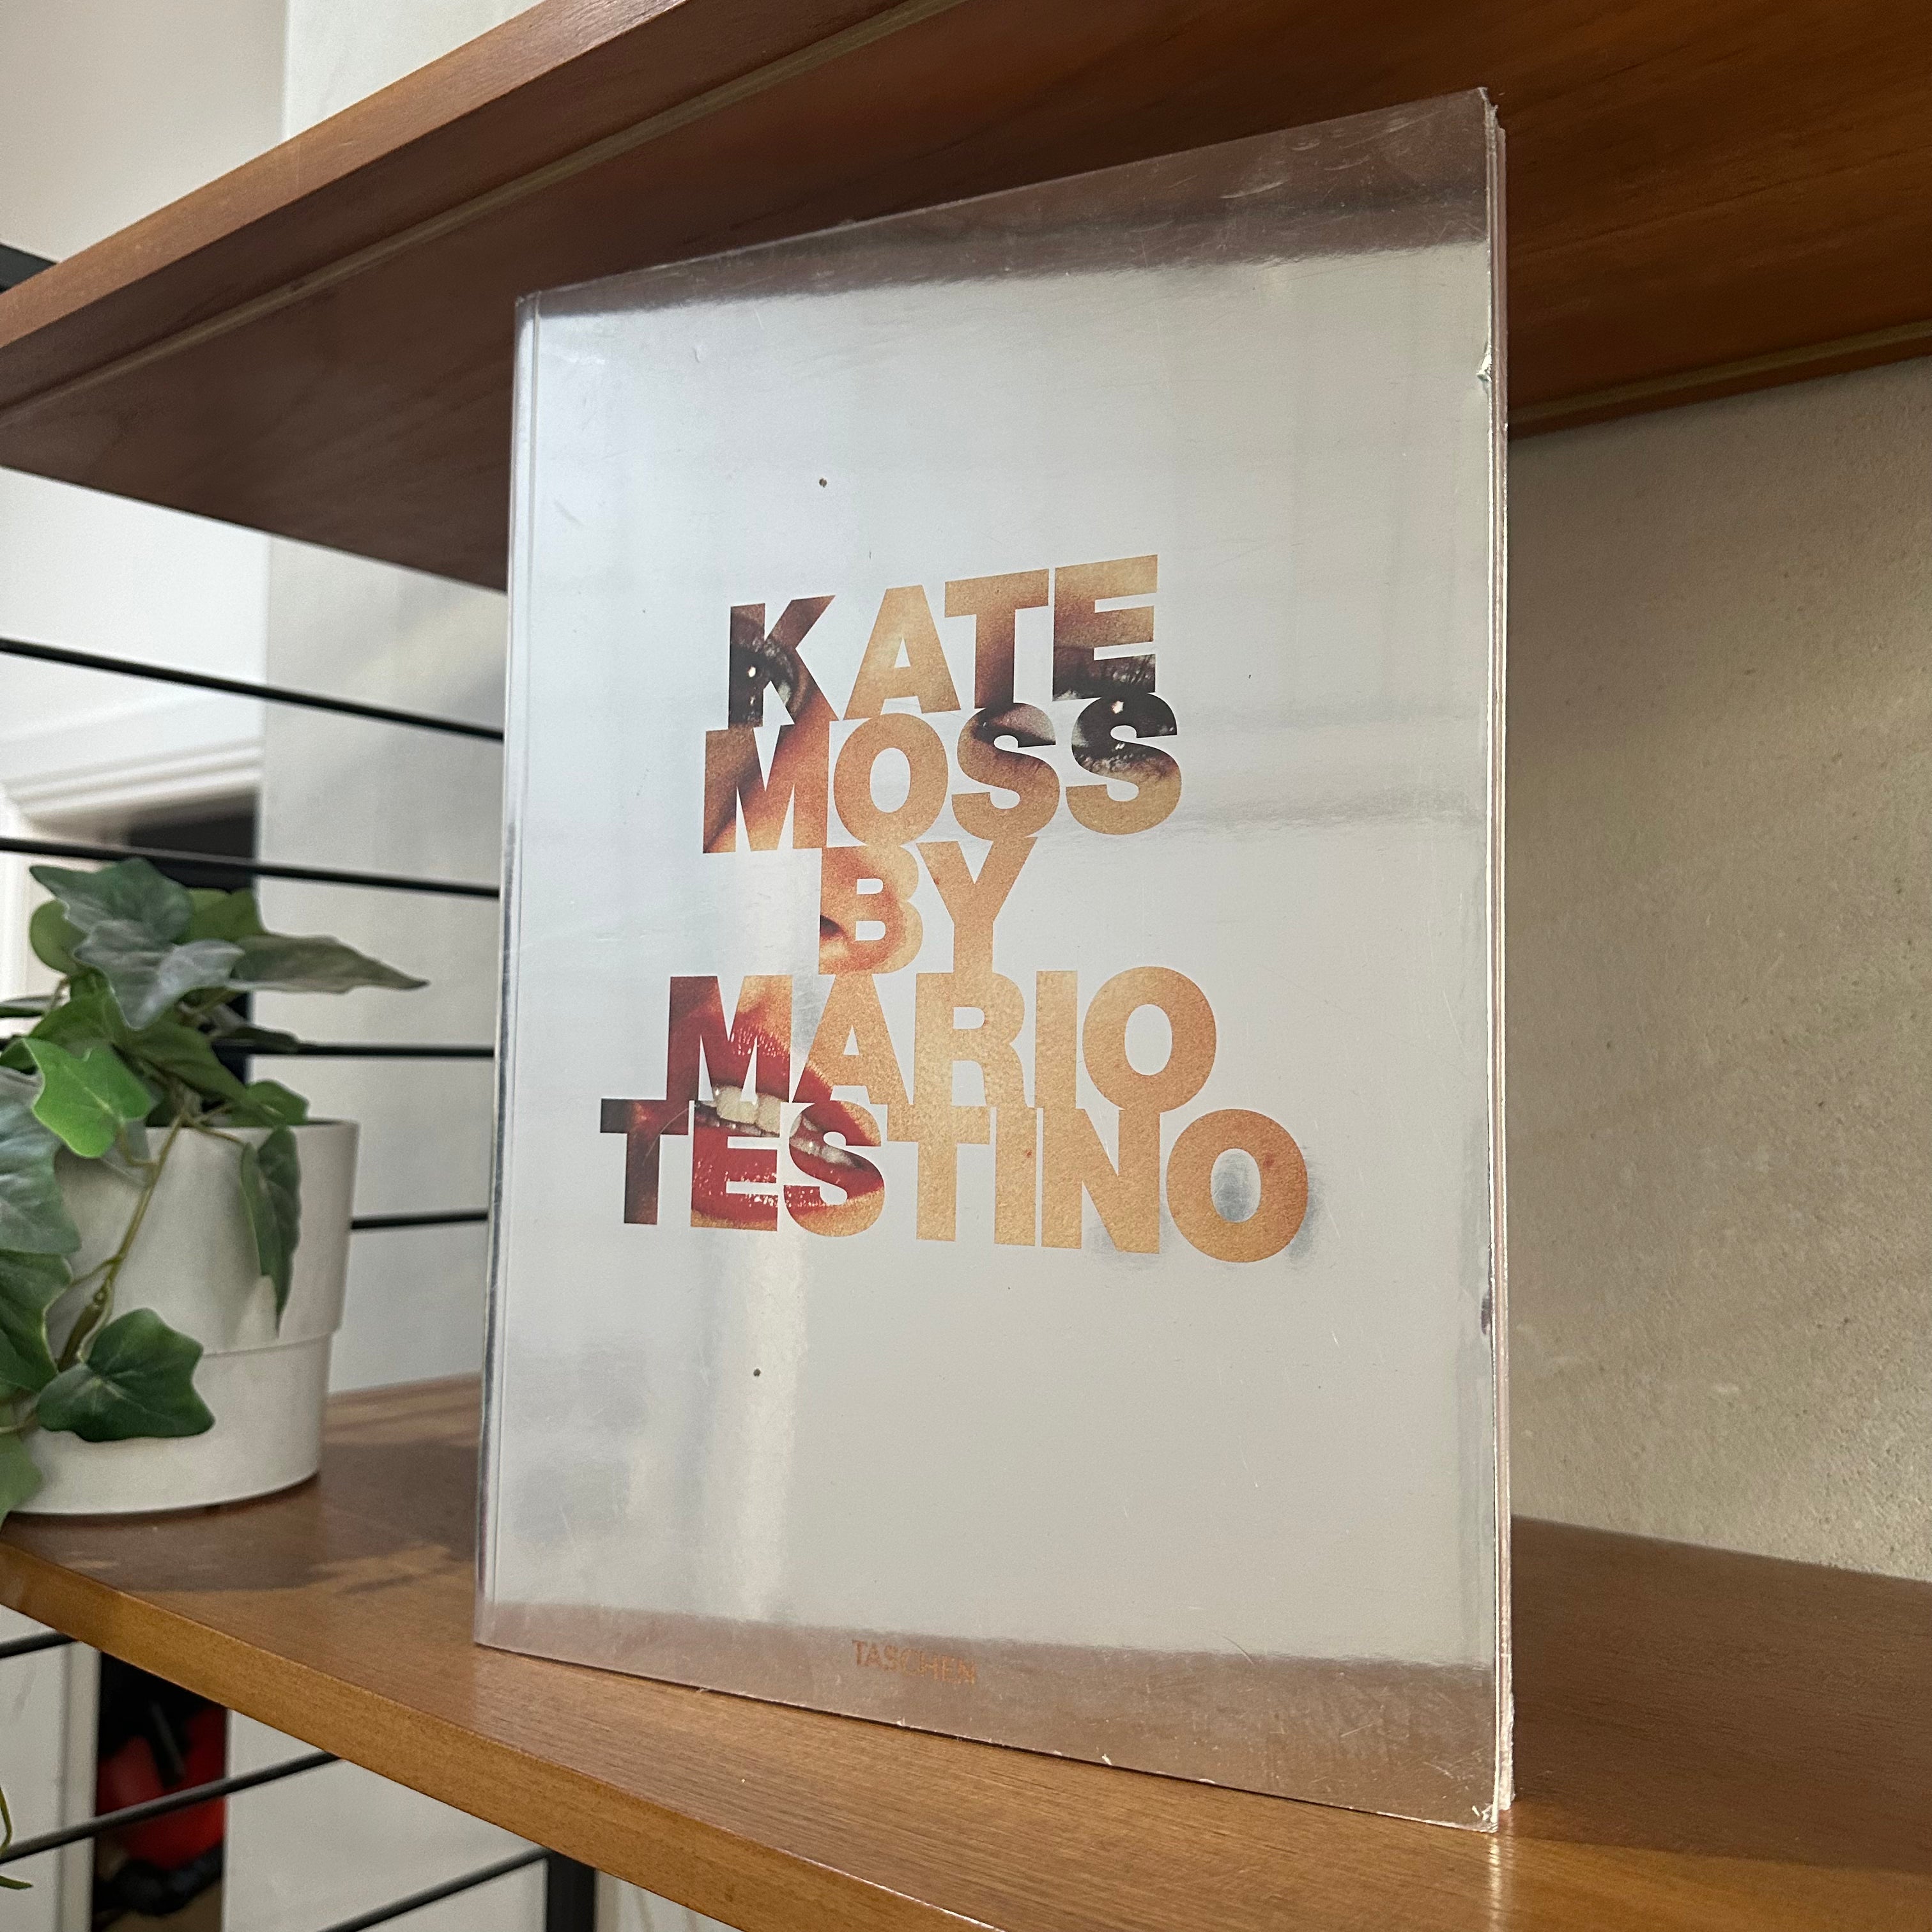 KATE
MOSS
BY
MARIO
TESTINO
TASCHEN